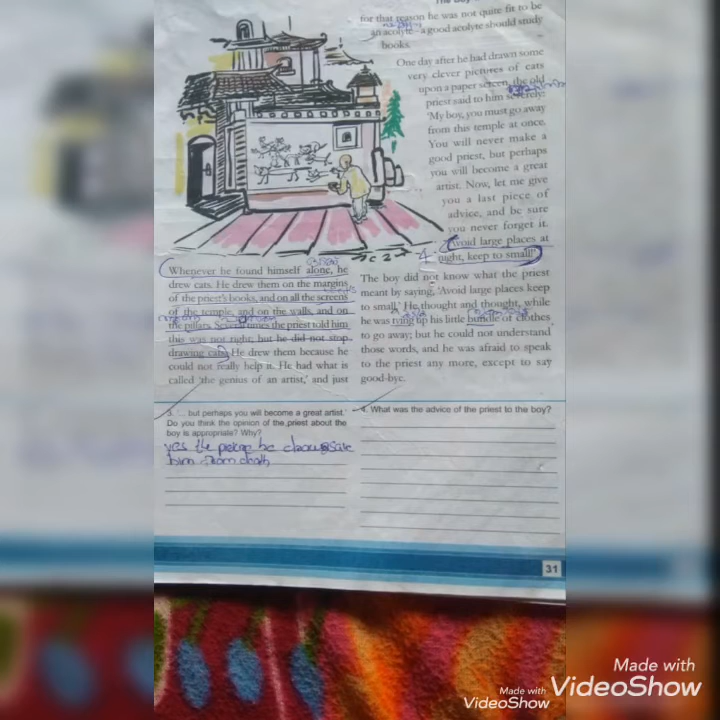 The Boy
for that reason he was not quite fit to be
an acolyte - a good acolyte should study
books.
One day after he had drawn some
very clever pictures of cats
upon a paper screen, the old
priest said to him severely:
'My boy, you must go away
from this temple at once.
You will never make a
good priest, but perhaps
you will become a great
artist. Now, let me give
you a last piece of
advice, and be sure
you never forget it.
4 'Avoid large places at
night, keep to small!'
Whenever he found himself alone, he
drew cats. He drew them on the margins
of the priest's books, and on all the screens
of the temple, and on the walls, and on
the pillars. Several times the priest told him
this was not right; but he did not stop
drawing cats. He drew them because he
could not really help it. He had what is
called 'the genius of an artist,' and just
The boy did not know what the priest
meant by saying, 'Avoid large places keep
to small.' He thought and thought, while
he was tying up his little bundle of clothes
to go away; but he could not understand
those words, and he was afraid to speak
to the priest any more, except to say
good-bye.
3. '... but perhaps you will become a great artist.'
Do you think the opinion of the priest about the
boy is appropriate? Why?
yes the he
him from
4. What was the advice of the priest to the boy?
31
Made with
VideoShow
Made with
VideoShow